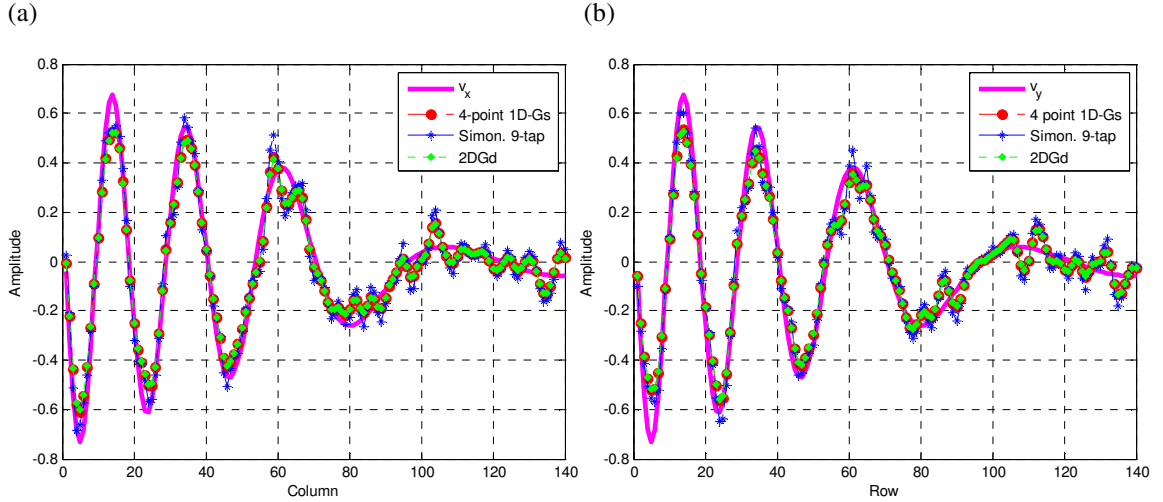 (a)
(b)
0.8
0.6
0.4
0.2
0
-0.2
-0.4
-0.6
-0.8
Amplitude
0 20 40 60 80 100 120 140
Column
vx
4-point 1D-Gs
Simon. 9-tap
2DGd
0.8
0.6
0.4
0.2
0
-0.2
-0.4
-0.6
-0.8
Amplitude
0 20 40 60 80 100 120 140
Row
vy
4 point 1D-Gs
Simon. 9-tap
2DGd